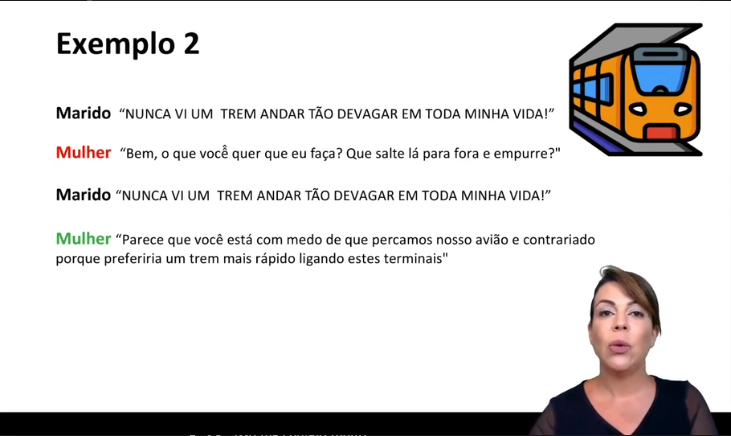 Exemplo 2
Marido “NUNCA VI UM TREM ANDAR TÃO DEVAGAR EM TODA MINHA VIDA!”
Mulher “Bem, o que você quer que eu faça? Que salte lá para fora e empurre?"
Marido “NUNCA VI UM TREM ANDAR TÃO DEVAGAR EM TODA MINHA VIDA!”
Mulher “Parece que você está com medo de que percamos nosso avião e contrariado
porque preferiria um trem mais rápido ligando estes terminais"